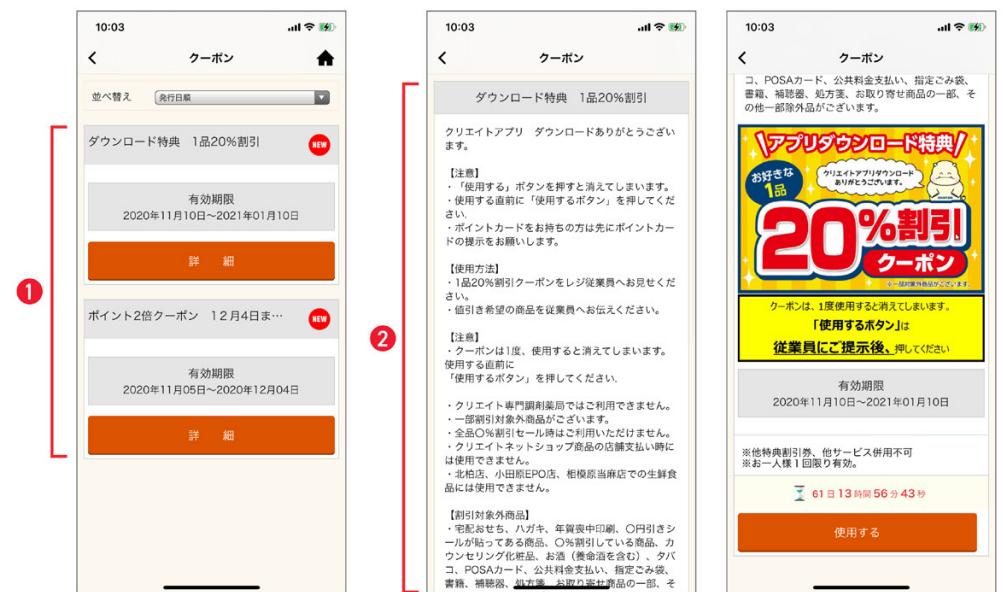 10:03
クーポン
並べ替え 発行日順
1
ダウンロード特典 1品20%割引 NEW
有効期限
2020年11月10日～2021年01月10日
詳 細
ポイント2倍クーポン 12月4日ま… NEW
有効期限
2020年11月05日～2020年12月04日
詳 細
10:03
クーポン
2
ダウンロード特典 1品20%割引
クリエイトアプリ ダウンロードありがとうござい
ます。
【注意】
・「使用する」ボタンを押すと消えてしまいます。
・使用する直前に「使用するボタン」を押してくだ
さい。
・ポイントカードをお持ちの方は先にポイントカー
ドの提示をお願いします。
【使用方法】
・1品20%割引クーポンをレジ従業員へお見せくだ
さい。
・値引き希望の商品を従業員へお伝えください。
【注意】
・クーポンは1度、使用すると消えてしまいます。
使用する直前に
「使用するボタン」を押してください.
・クリエイト専門調剤薬局ではご利用できません。
・一部割引対象外商品がございます。
・全品〇%割引セール時はご利用いただけません。
・クリエイトネットショップ商品の店舗支払い時に
は使用できません。
・北柏店、小田原EPO店、相模原当麻店での生鮮食
品には使用できません。
【割引対象外商品】
・宅配おせち、ハガキ、年賀喪中印刷、〇円引きシ
ールが貼ってある商品、〇%割引している商品、カ
ウンセリング化粧品、お酒（養命酒を含む）、タバ
コ、POSAカード、公共料金支払い、指定ごみ袋、
書籍、補聴器、処方箋、お取り寄せ商品の一部、そ
10:03
クーポン
コ、POSAカード、公共料金支払い、指定ごみ袋、
書籍、補聴器、処方箋、お取り寄せ商品の一部、そ
の他一部除外品がございます。
アプリダウンロード特典
お好きな
1品
クリエイトアプリダウンロード
ありがとうございます。
20%割引
クーポン
※一部対象外商品がございます。
クーポンは、1度使用すると消えてしまいます。
「使用するボタン」は
従業員にご提示後、押してください
有効期限
2020年11月10日～2021年01月10日
※他特典割引券、他サービス併用不可
※お一人様1回限り有効。
61日13時間56分43秒
使用する